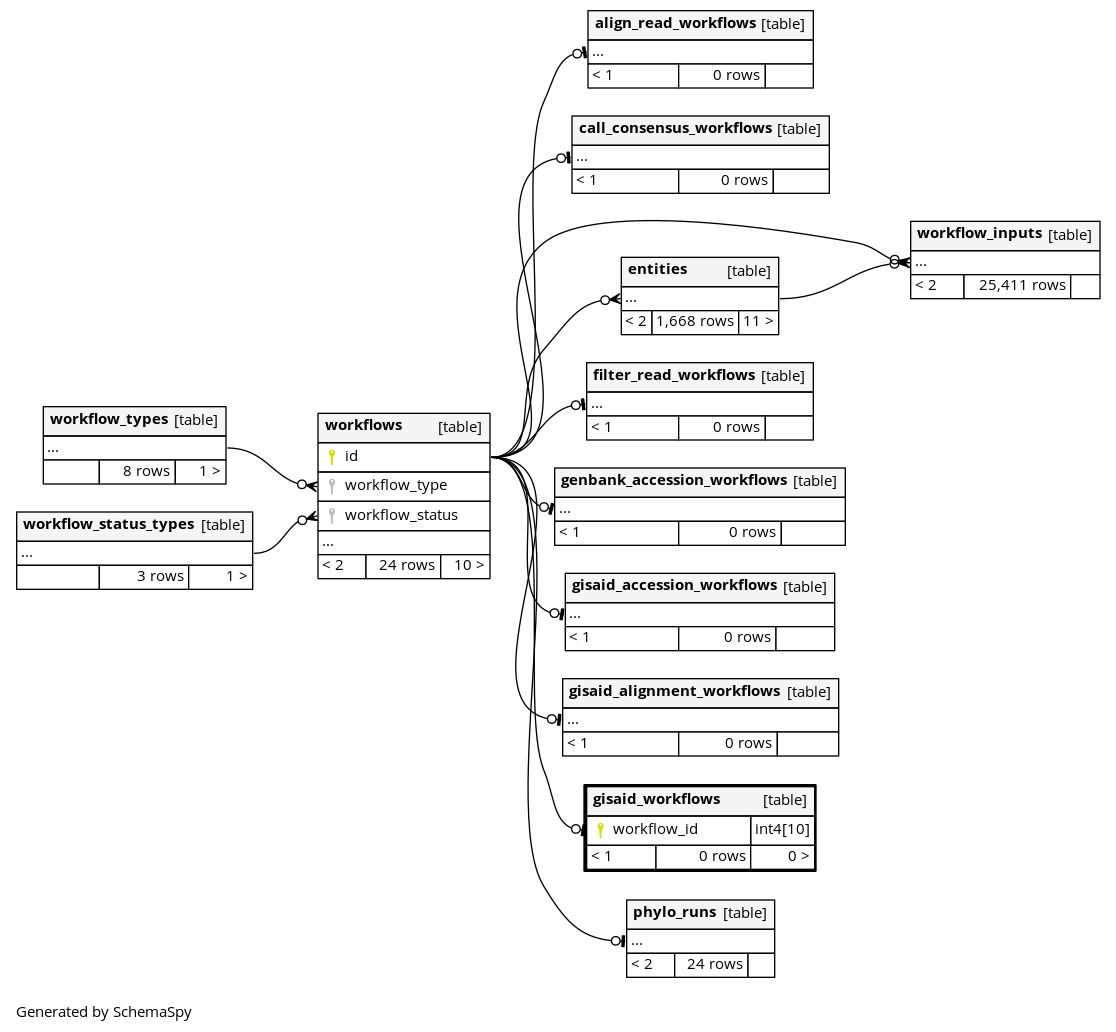 align_read_workflows [table]
...
< 1 0 rows
call_consensus_workflows [table]
...
< 1 0 rows
workflow_inputs [table]
...
< 2 25,411 rows
entities [table]
...
< 2 1,668 rows 11 >
filter_read_workflows [table]
...
< 1 0 rows
workflow_types [table]
...
8 rows 1 >
workflows [table]
id
workflow_type
workflow_status
...
< 2 24 rows 10 >
genbank_accession_workflows [table]
...
< 1 0 rows
workflow_status_types [table]
...
3 rows 1 >
gisaid_accession_workflows [table]
...
< 1 0 rows
gisaid_alignment_workflows [table]
...
< 1 0 rows
gisaid_workflows [table]
workflow_id int4[10]
< 1 0 rows 0 >
phylo_runs [table]
...
< 2 24 rows
Generated by SchemaSpy